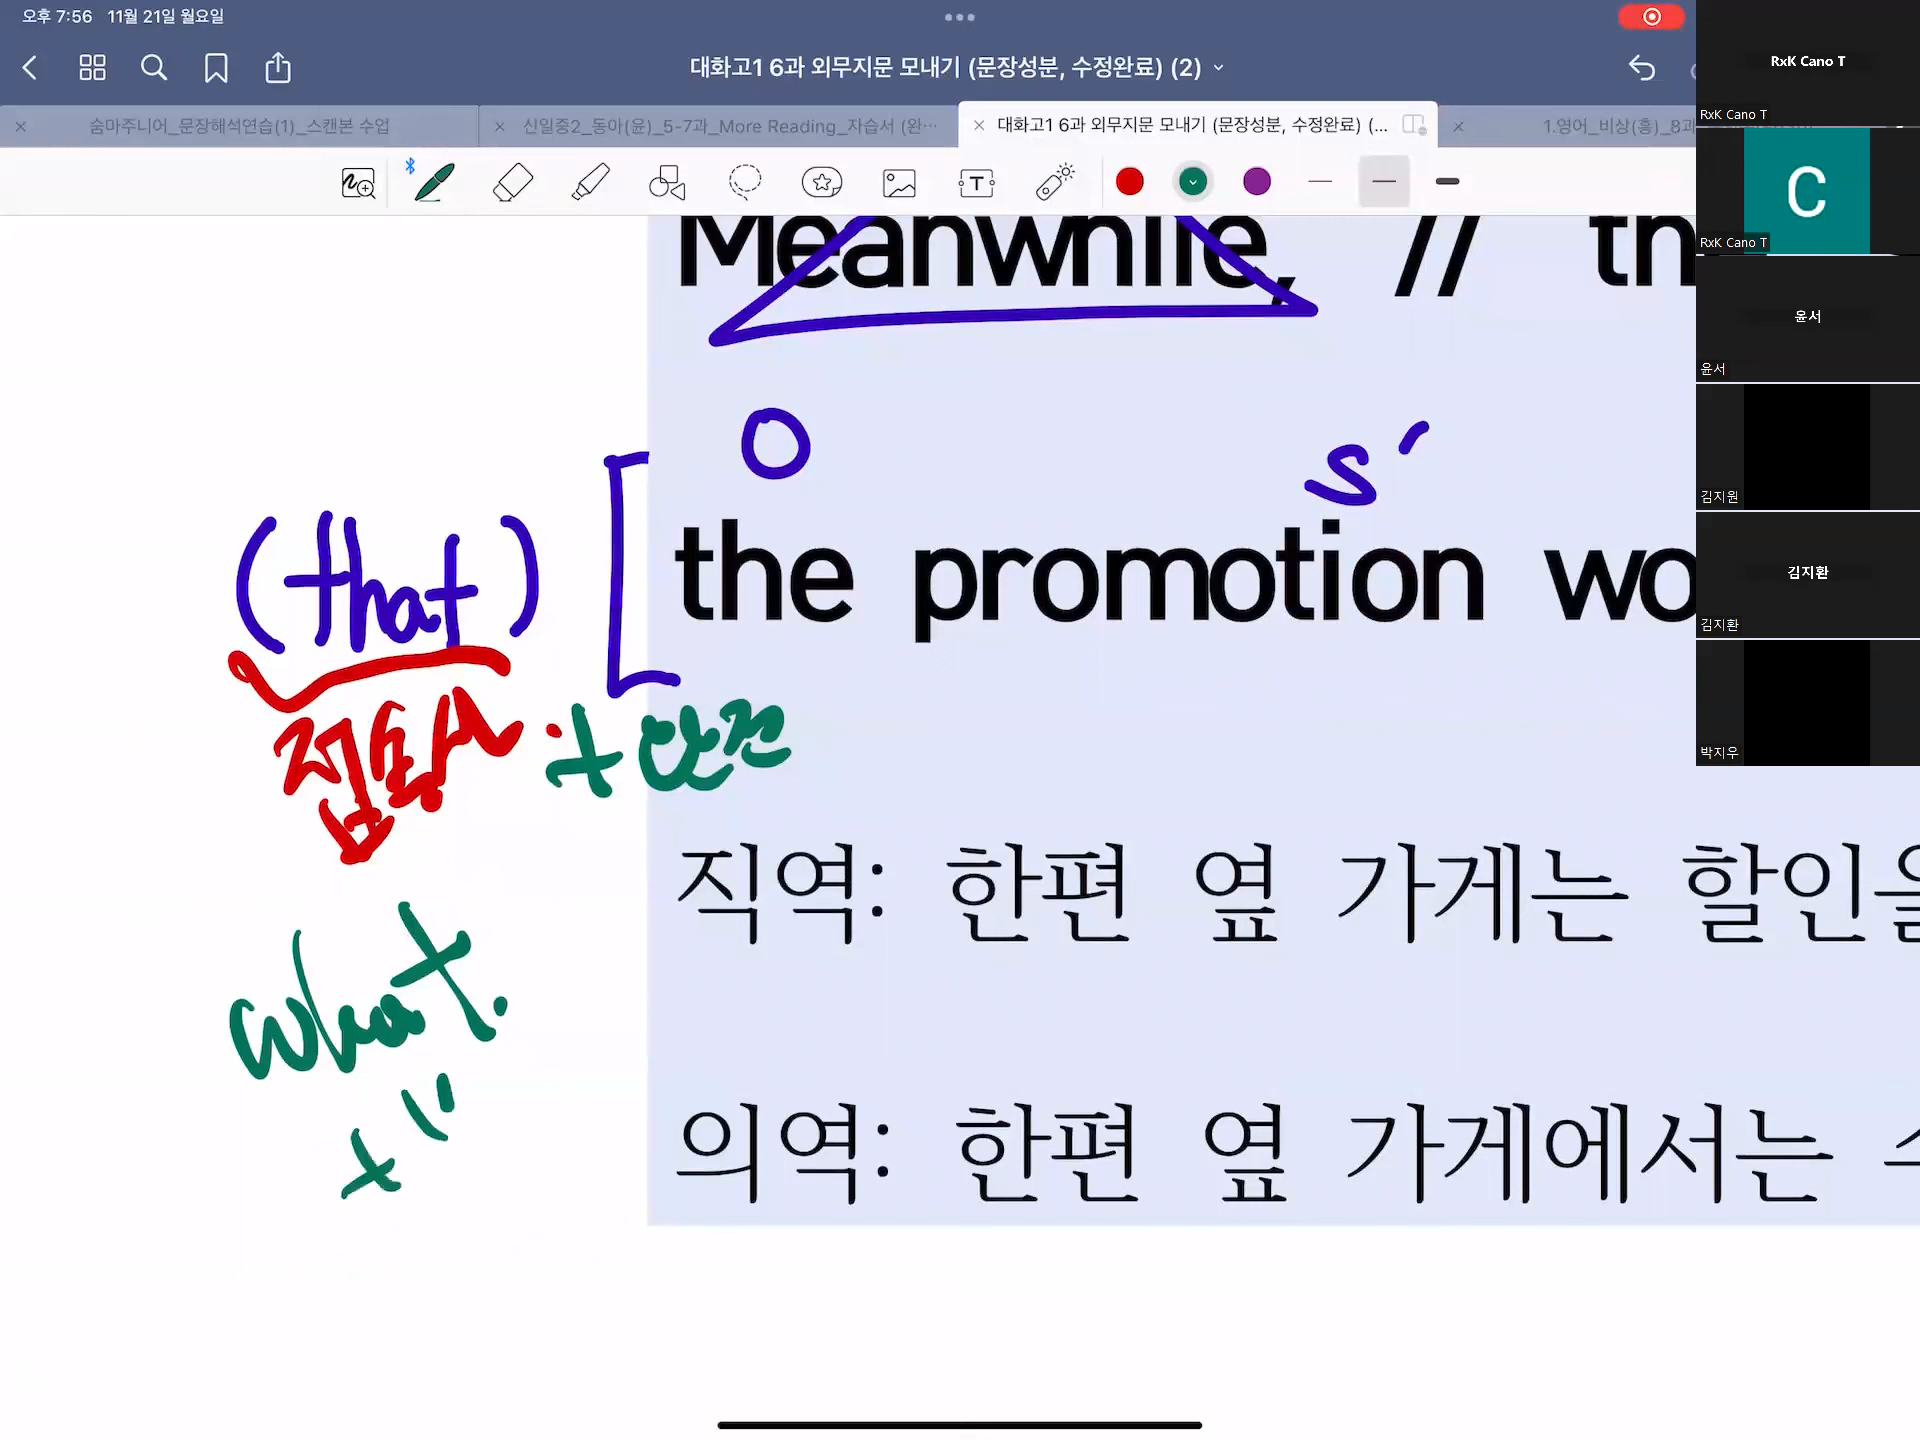 오후 7:56 11월 21일 월요일
대화고1 6과 외무지문 모내기 (문장성분, 수정완료) (2)
숨마주니어_문장해석연습(1)_스캔본 수업
신일중2_동아(윤)_5-7과_More Reading_자습서 (완…
대화고1 6과 외무지문 모내기 (문장성분, 수정완료) (...
1.영어_비상(홍)_8과
Meanwhile, // th
O s′
(that) [ the promotion wo
접속사 + 완전
직역: 한편 옆 가게는 할인을
what.
+ 〃
의역: 한편 옆 가게에서는
RxK Cano T
RxK Cano T
C
RxK Cano T
윤서
윤서
김지원
김지환
김지환
박지우